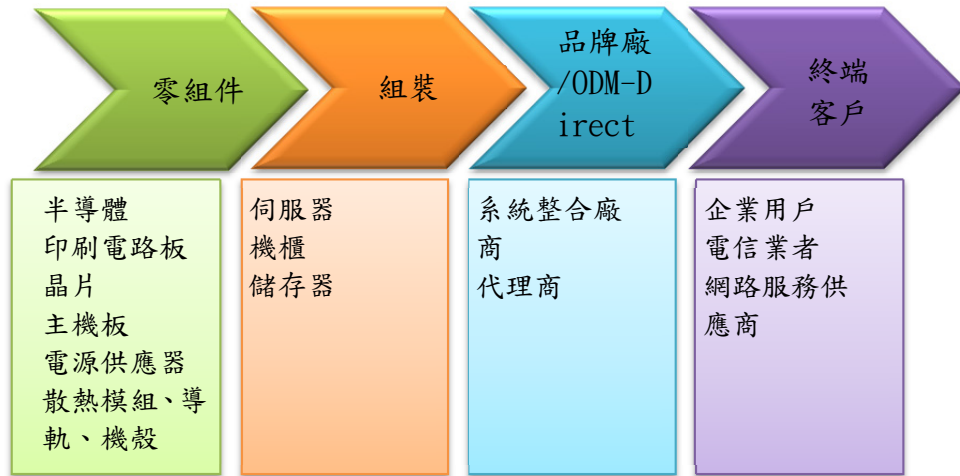 零組件
組裝
品牌廠
/ODM-D
irect
終端
客戶
半導體
印刷電路板
晶片
主機板
電源供應器
散熱模組、導
軌、機殼
伺服器
機櫃
儲存器
系統整合廠
商
代理商
企業用戶
電信業者
網路服務供
應商